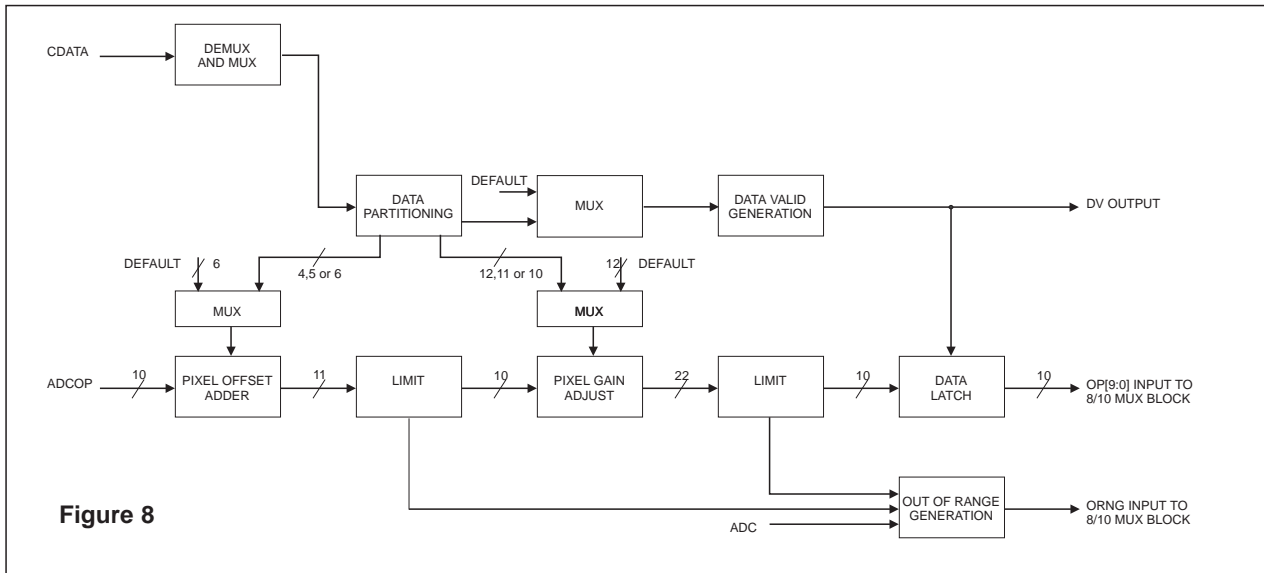 CDATA
DEMUX
AND MUX
DATA
PARTITIONING
DEFAULT
MUX
DATA VALID
GENERATION
DV OUTPUT
DEFAULT
6
4,5 or 6
12,11 or 10
12
DEFAULT
MUX
MUX
ADCOP
10
PIXEL OFFSET
ADDER
11
LIMIT
10
PIXEL GAIN
ADJUST
22
LIMIT
10
DATA
LATCH
10
OP[9:0] INPUT TO
8/10 MUX BLOCK
OUT OF RANGE
GENERATION
ORNG INPUT TO
8/10 MUX BLOCK
ADC
Figure 8